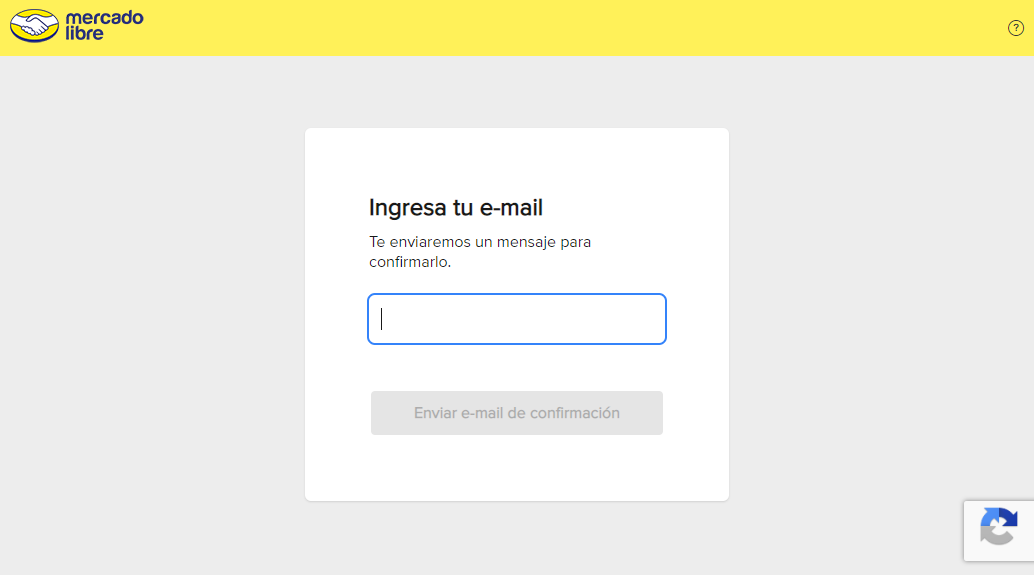 mercado
libre
?
Ingresa tu e-mail
Te enviaremos un mensaje para
confirmarlo.
Enviar e-mail de confirmación